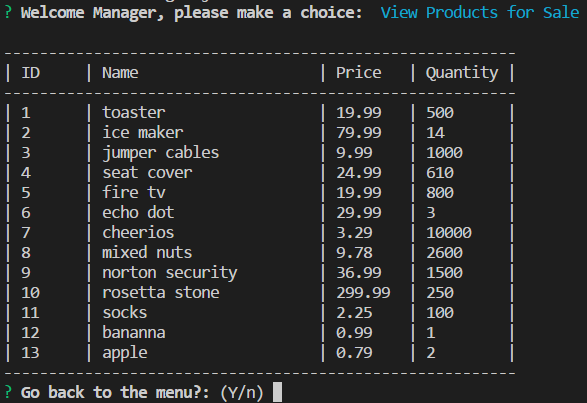 ? Welcome Manager, please make a choice:  View Products for Sale
---------------------------------------------------------
| ID     | Name                    | Price   | Quantity |
---------------------------------------------------------
| 1      | toaster                 | 19.99   | 500      |
| 2      | ice maker               | 79.99   | 14       |
| 3      | jumper cables           | 9.99    | 1000     |
| 4      | seat cover              | 24.99   | 610      |
| 5      | fire tv                 | 19.99   | 800      |
| 6      | echo dot                | 29.99   | 3        |
| 7      | cheerios                | 3.29    | 10000    |
| 8      | mixed nuts              | 9.78    | 2600     |
| 9      | norton security         | 36.99   | 1500     |
| 10     | rosetta stone           | 299.99  | 250      |
| 11     | socks                   | 2.25    | 100      |
| 12     | bananna                 | 0.99    | 1        |
| 13     | apple                   | 0.79    | 2        |
---------------------------------------------------------
? Go back to the menu?: (Y/n)